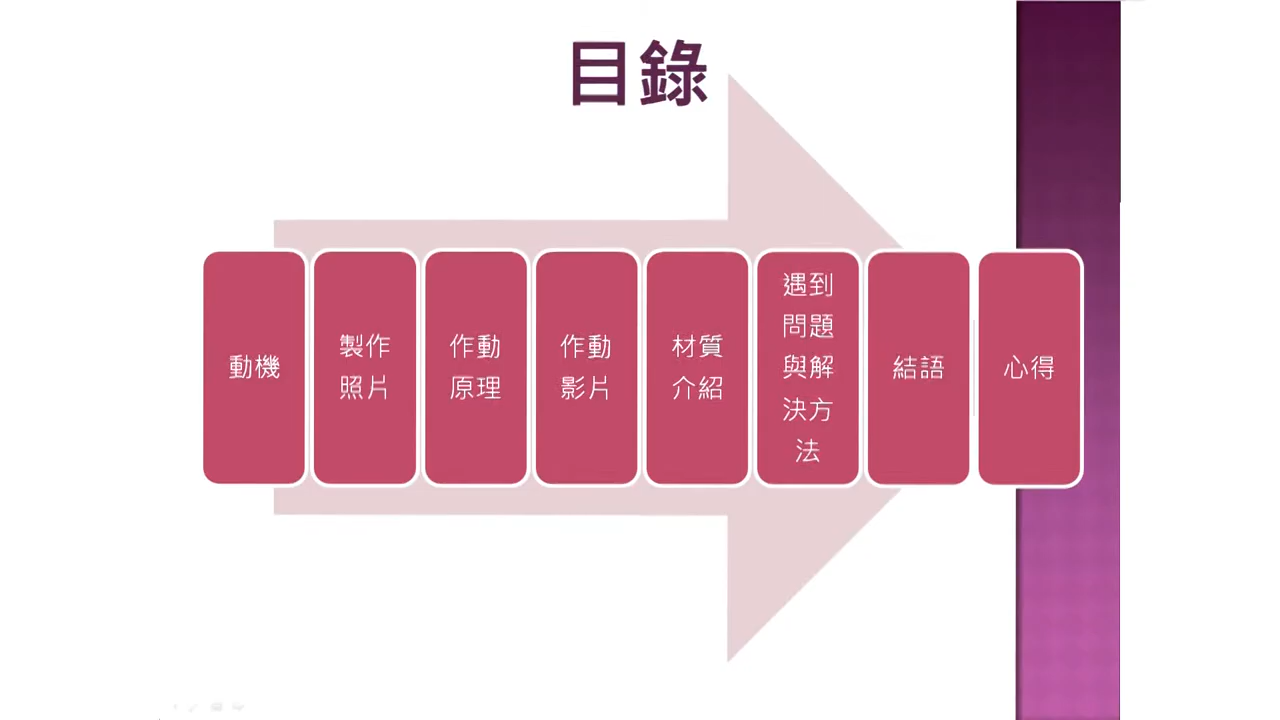 目錄
動機
製作
照片
作動
原理
作動
影片
材質
介紹
遇到
問題
與解
決方
法
結語
心得